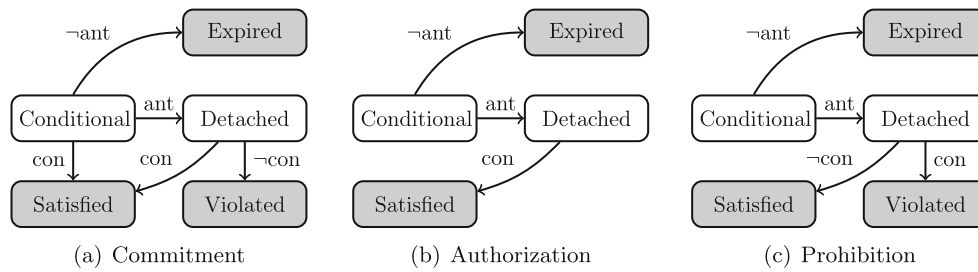 ¬ant
Expired
Conditional
ant
Detached
con
con
¬con
Satisfied
Violated
(a) Commitment
¬ant
Expired
Conditional
ant
Detached
con
Satisfied
(b) Authorization
¬ant
Expired
Conditional
ant
Detached
¬con
con
Satisfied
Violated
(c) Prohibition